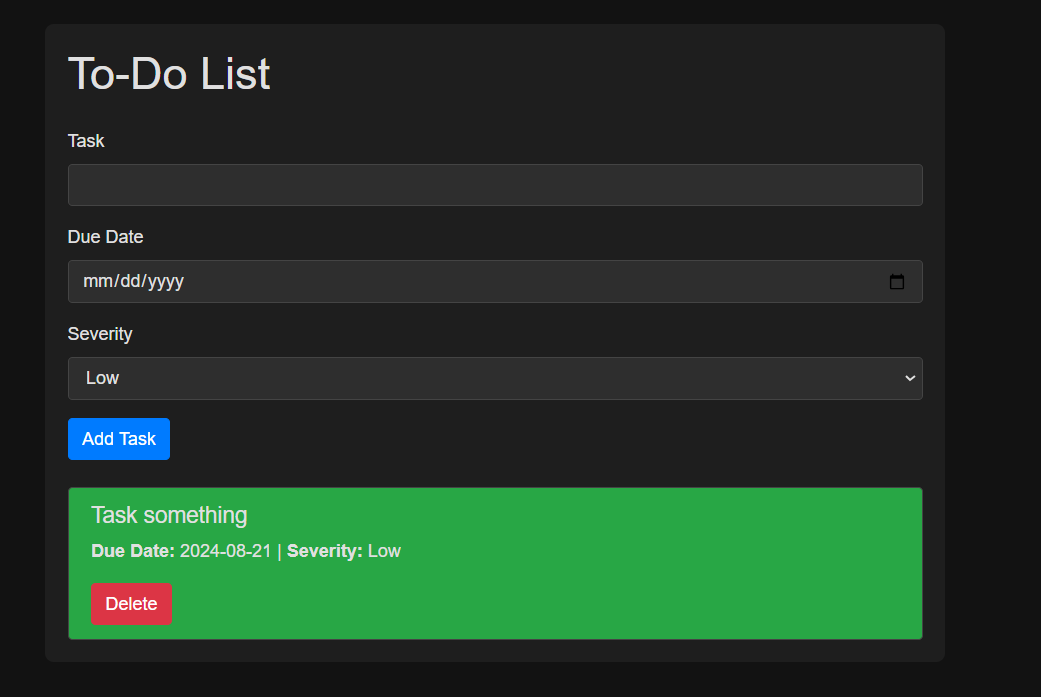 To-Do List
Task
Due Date
mm/dd/yyyy
Severity
Low
Add Task
Task something
Due Date: 2024-08-21 | Severity: Low
Delete